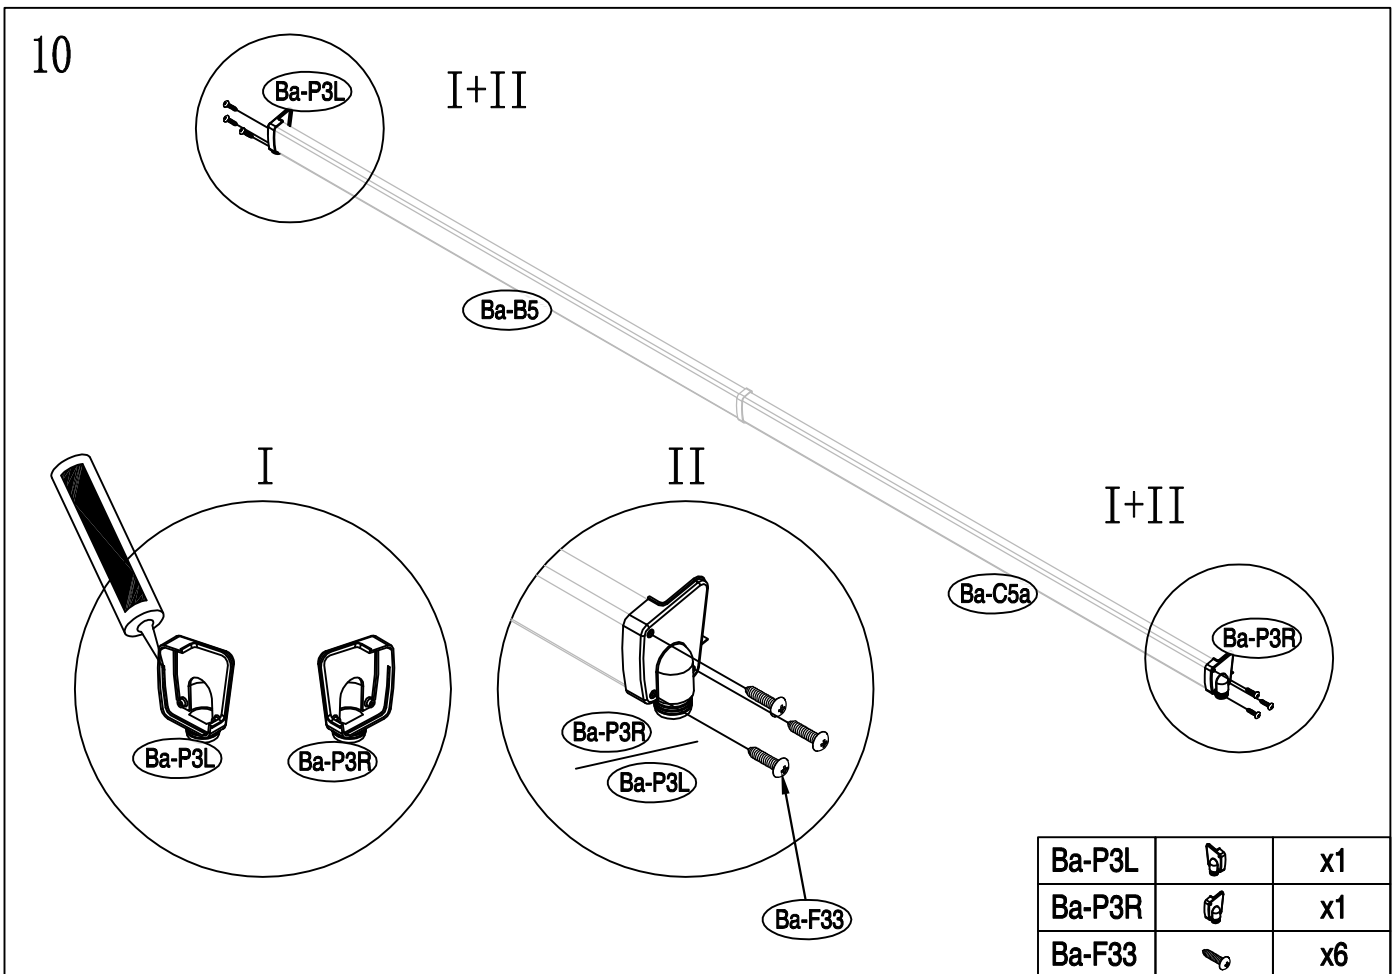 10
Ba-P3L
I+II
Ba-B5
I
II
I+II
Ba-C5a
Ba-P3R
Ba-P3L
Ba-P3R
Ba-P3R
Ba-P3L
Ba-F33
Ba-P3L x1
Ba-P3R x1
Ba-F33 x6